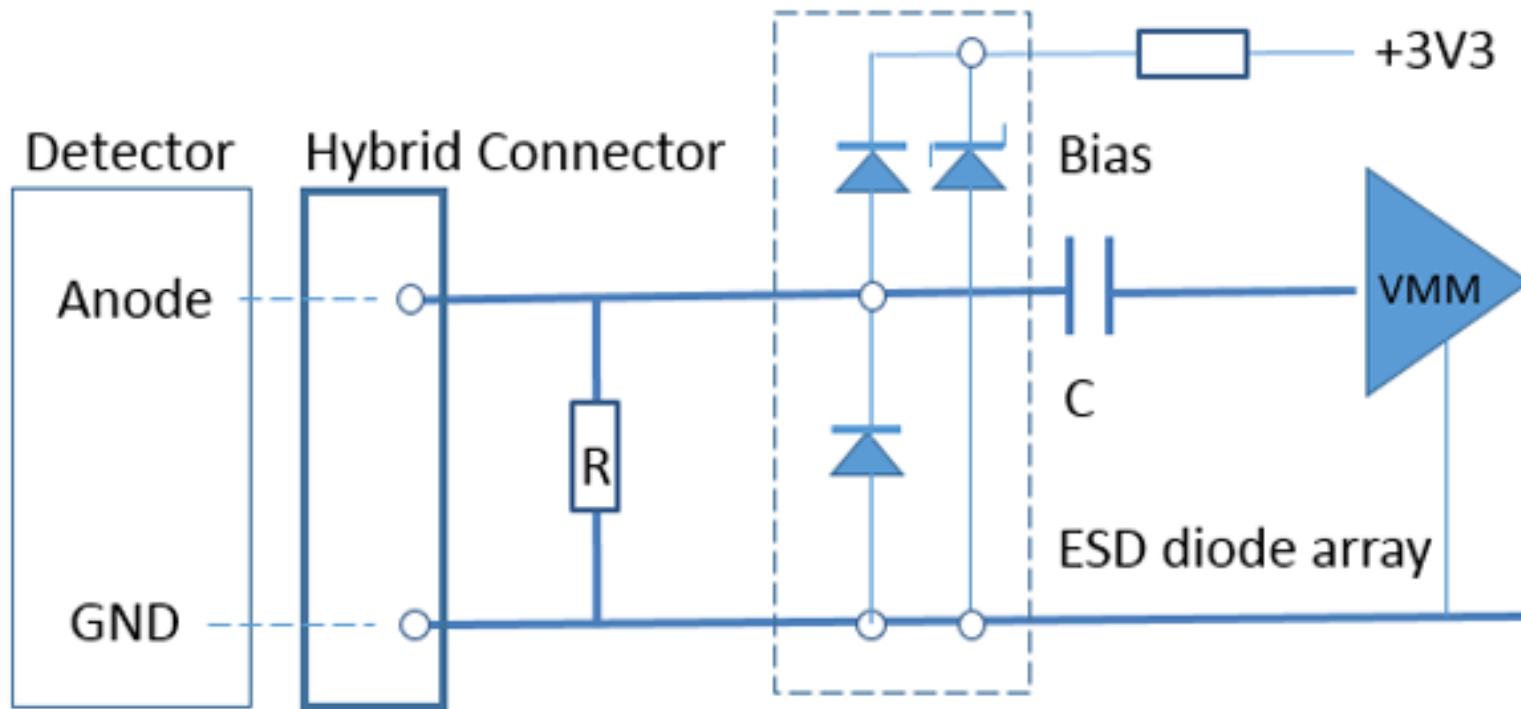 +3V3
Detector
Hybrid Connector
Bias
Anode
VMM
C
R
ESD diode array
GND